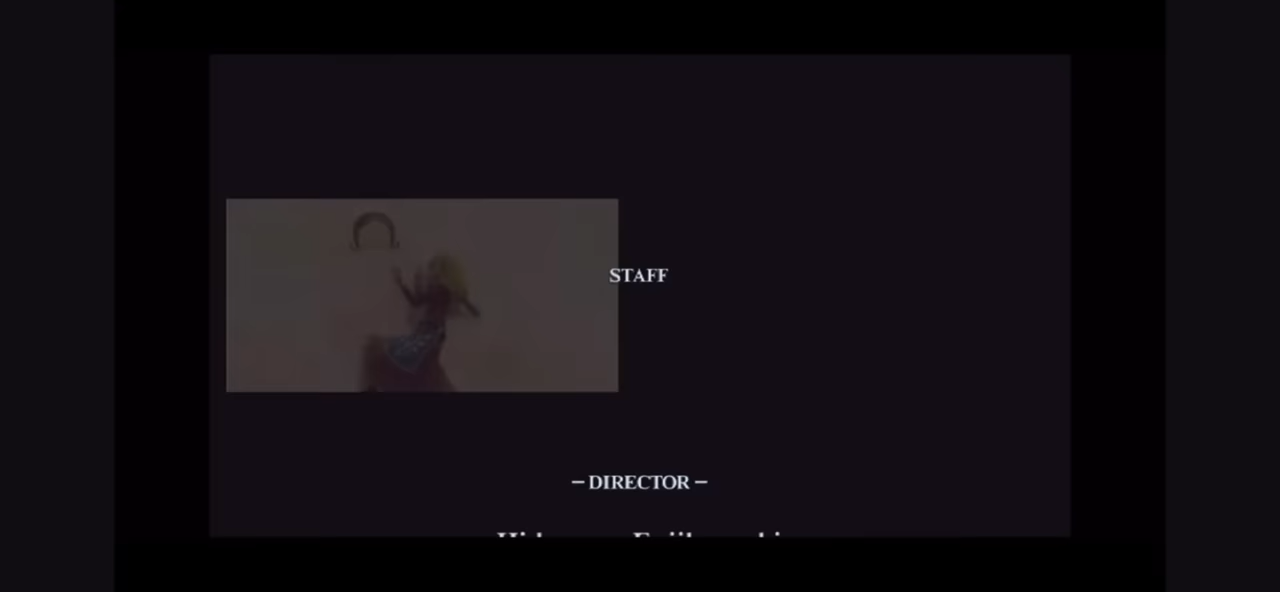 STAFF
– DIRECTOR –